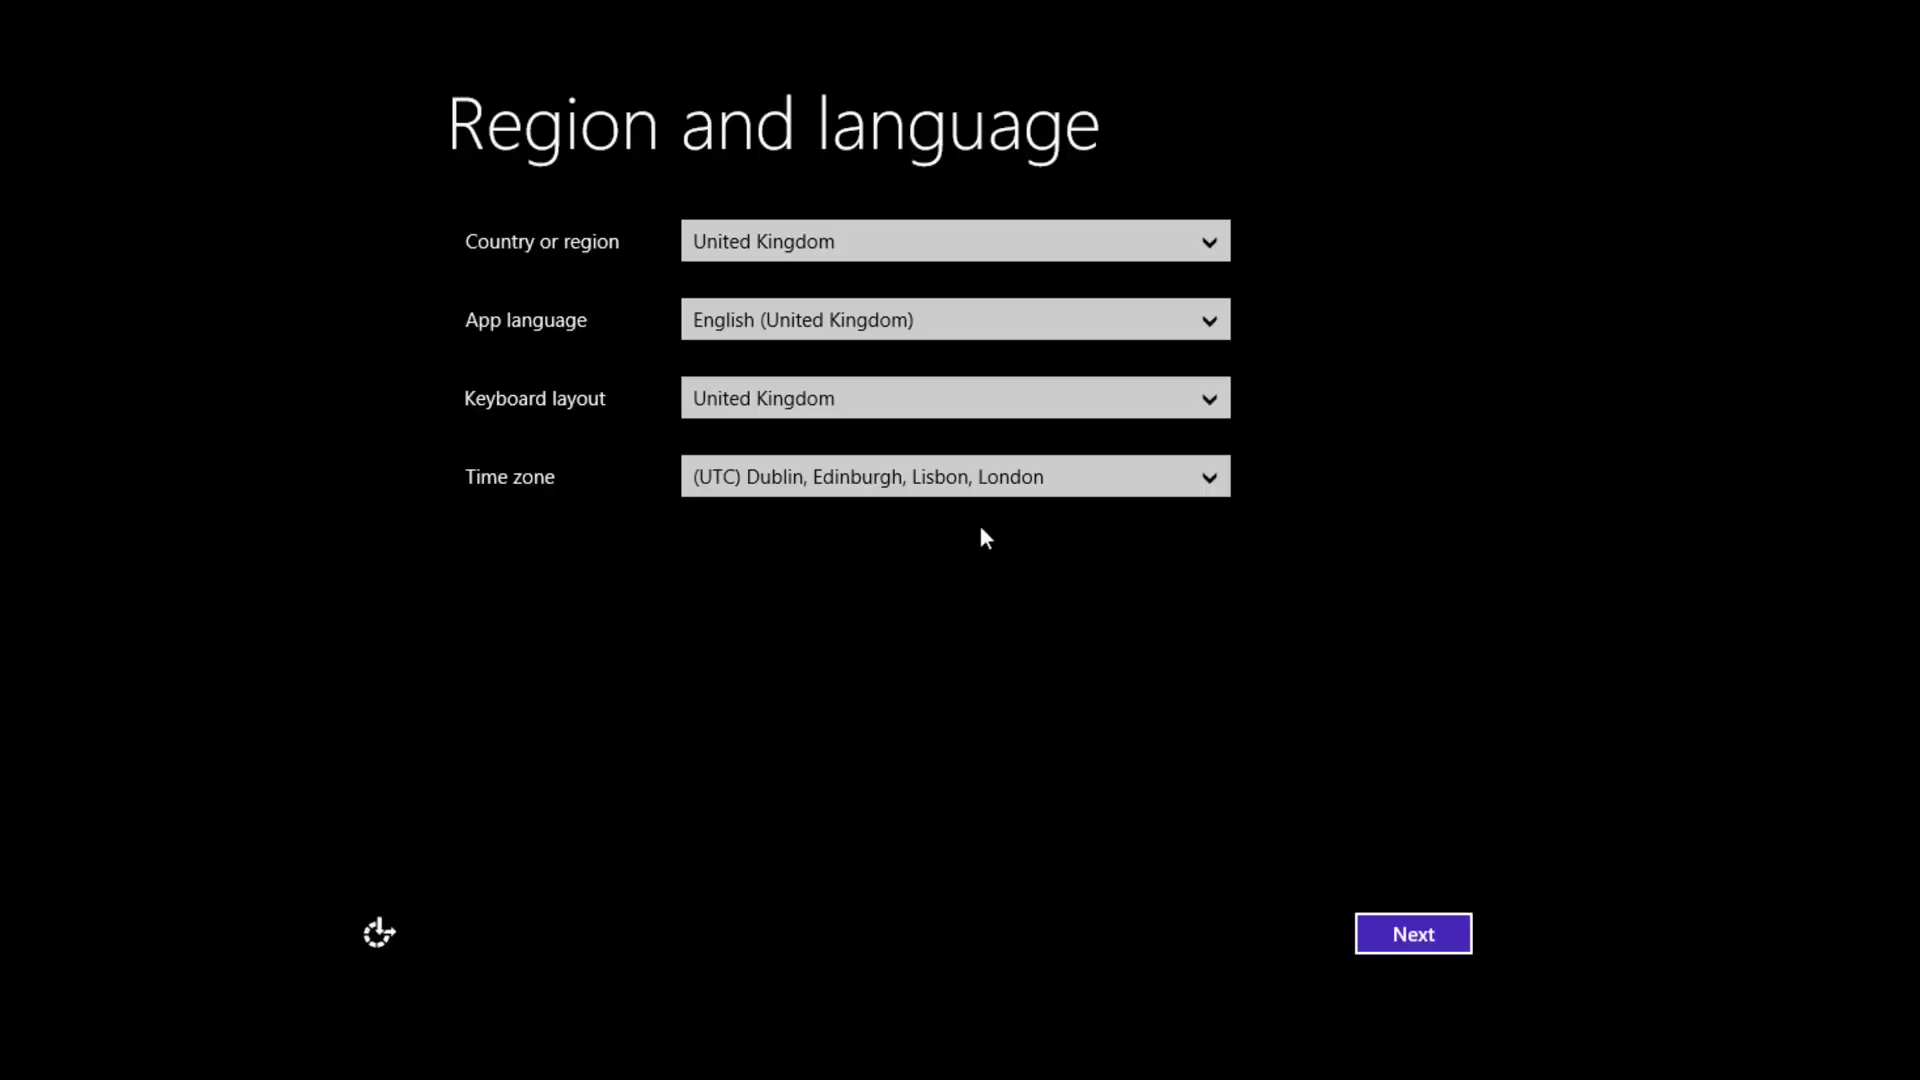 Region and language
Country or region
United Kingdom
App language
English (United Kingdom)
Keyboard layout
United Kingdom
Time zone
(UTC) Dublin, Edinburgh, Lisbon, London
Next